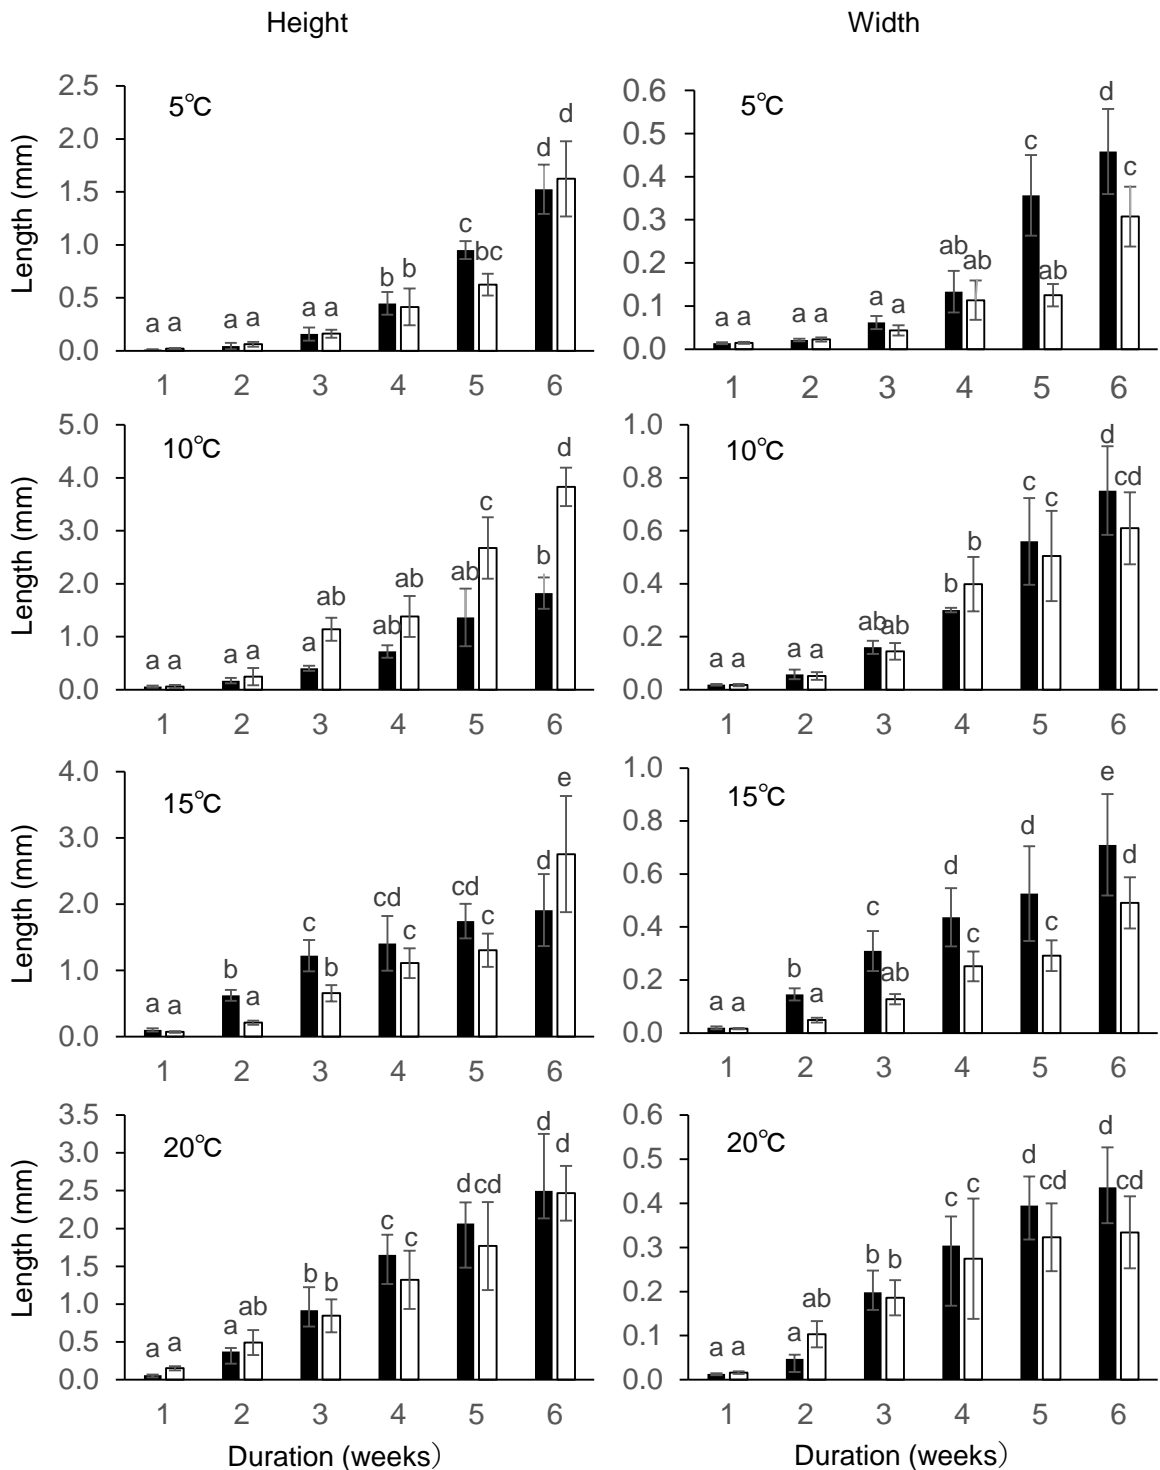 Height
Width
5℃
Length (mm)
2.5
2.0
1.5
1.0
0.5
0.0
a a a a a a b b c bc d d
1 2 3 4 5 6
5℃
0.6
0.5
0.4
0.3
0.2
0.1
0.0
a a a a a a ab ab c ab d c
1 2 3 4 5 6
10℃
Length (mm)
5.0
4.0
3.0
2.0
1.0
0.0
a a a a a ab ab ab ab c b d
1 2 3 4 5 6
10℃
1.0
0.8
0.6
0.4
0.2
0.0
a a a a ab ab b b c c d cd
1 2 3 4 5 6
15℃
Length (mm)
4.0
3.0
2.0
1.0
0.0
a a b a c b cd c cd c d e
1 2 3 4 5 6
15℃
1.0
0.8
0.6
0.4
0.2
0.0
a a b a c ab d c d c e d
1 2 3 4 5 6
20℃
Length (mm)
3.5
3.0
2.5
2.0
1.5
1.0
0.5
0.0
a a a ab b b c c d cd d d
1 2 3 4 5 6
Duration (weeks）
20℃
0.6
0.5
0.4
0.3
0.2
0.1
0.0
a a a ab b b c c d cd d cd
1 2 3 4 5 6
Duration (weeks）